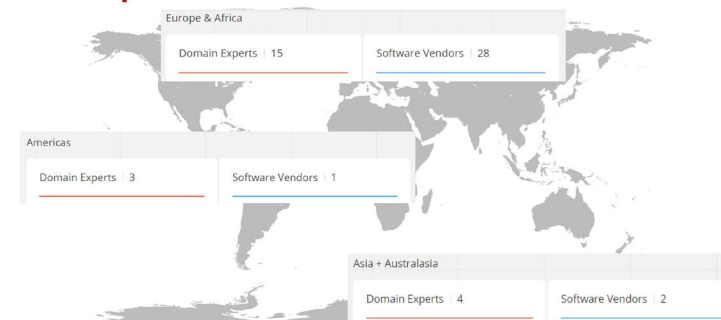 Europe & Africa
Domain Experts | 15
Software Vendors | 28
Americas
Domain Experts | 3
Software Vendors | 1
Asia + Australasia
Domain Experts | 4
Software Vendors | 2